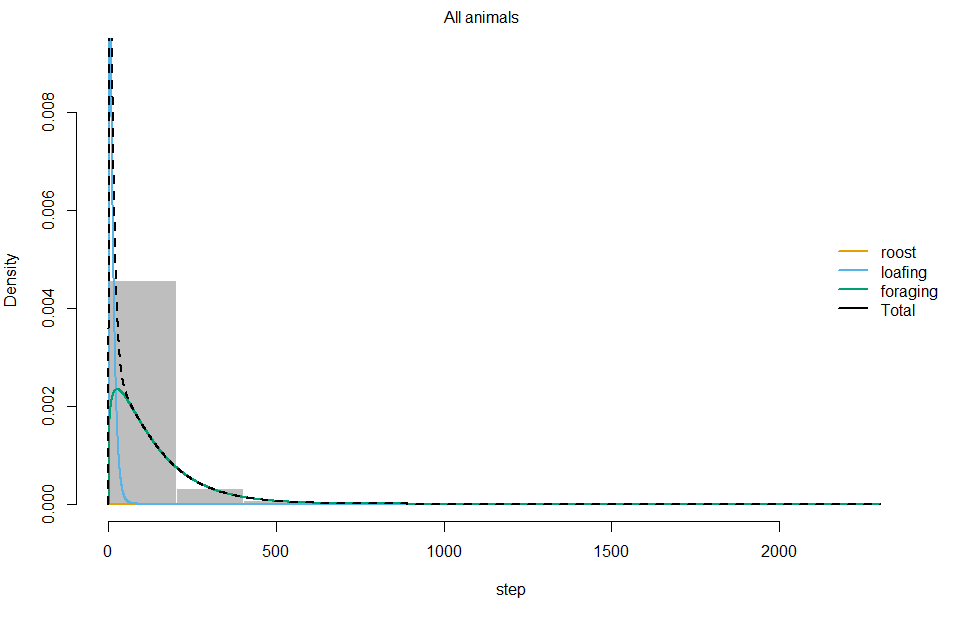 All animals
Density
0.000
0.002
0.004
0.006
0.008
0
500
1000
1500
2000
step
roost
loafing
foraging
Total